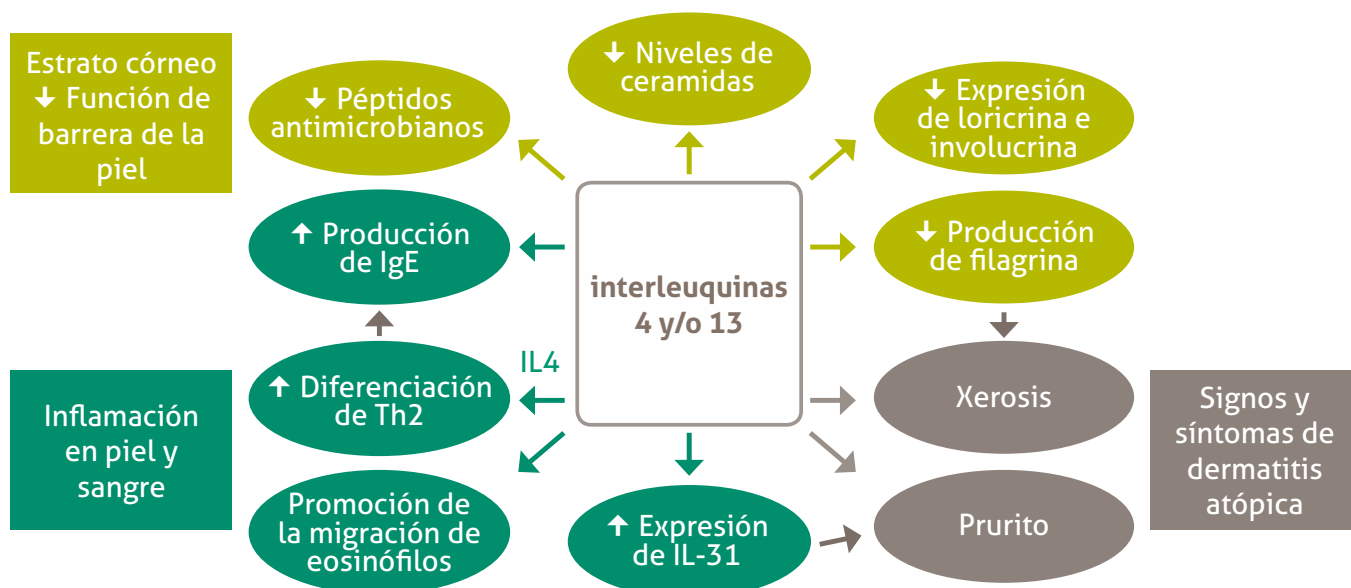 Estrato córneo
↓ Función de
barrera de la
piel
↓ Péptidos
antimicrobianos
↓ Niveles de
ceramidas
↓ Expresión
de loricrina e
involucrina
↑ Producción
de IgE
↓ Producción
de filagrina
interleuquinas
4 y/o 13
IL4
↑ Diferenciación
de Th2
Xerosis
Inflamación
en piel y
sangre
Signos y
síntomas de
dermatitis
atópica
Promoción de
la migración de
eosinófilos
↑ Expresión
de IL-31
Prurito